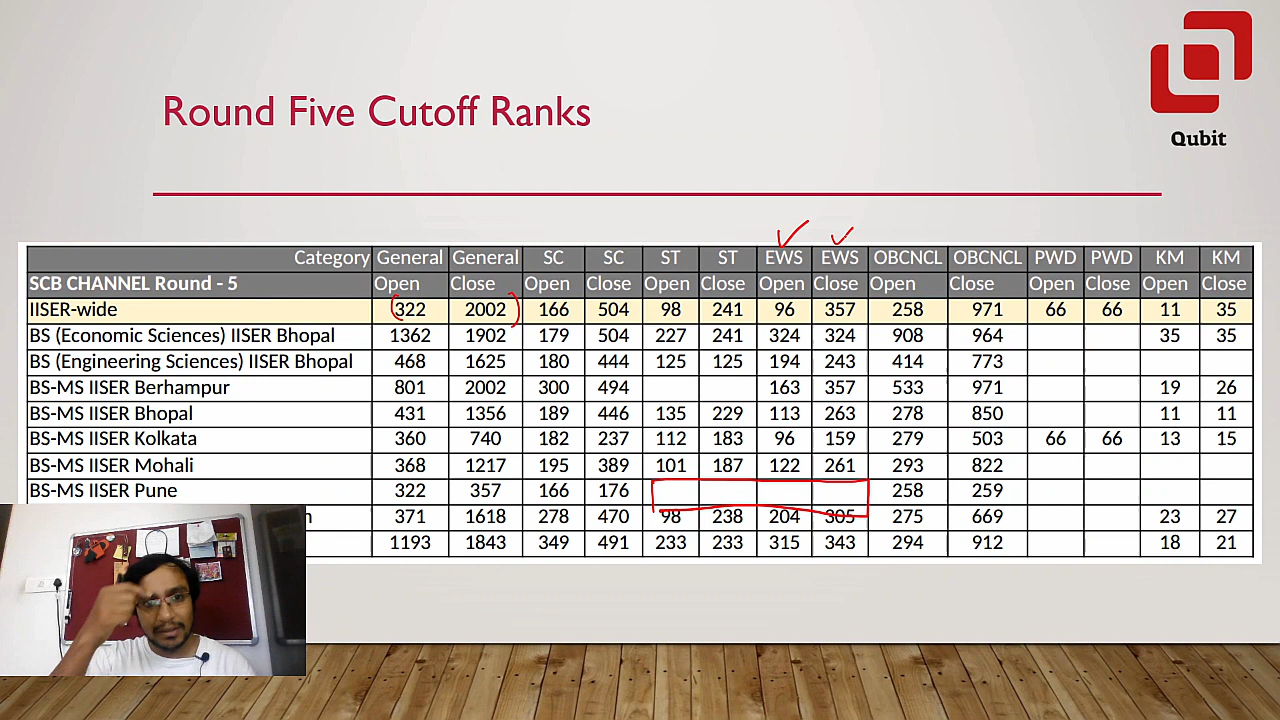 Qubit
Round Five Cutoff Ranks
Category General General SC SC ST ST EWS EWS OBCNCL OBCNCL PWD PWD KM KM
SCB CHANNEL Round - 5 Open Close Open Close Open Close Open Close Open Close Open Close Open Close
IISER-wide 322 2002 166 504 98 241 96 357 258 971 66 66 11 35
BS (Economic Sciences) IISER Bhopal 1362 1902 179 504 227 241 324 324 908 964 35 35
BS (Engineering Sciences) IISER Bhopal 468 1625 180 444 125 125 194 243 414 773
BS-MS IISER Berhampur 801 2002 300 494 163 357 533 971 19 26
BS-MS IISER Bhopal 431 1356 189 446 135 229 113 263 278 850 11 11
BS-MS IISER Kolkata 360 740 182 237 112 183 96 159 279 503 66 66 13 15
BS-MS IISER Mohali 368 1217 195 389 101 187 122 261 293 822
BS-MS IISER Pune 322 357 166 176 258 259
371 1618 278 470 98 238 204 305 275 669 23 27
1193 1843 349 491 233 233 315 343 294 912 18 21